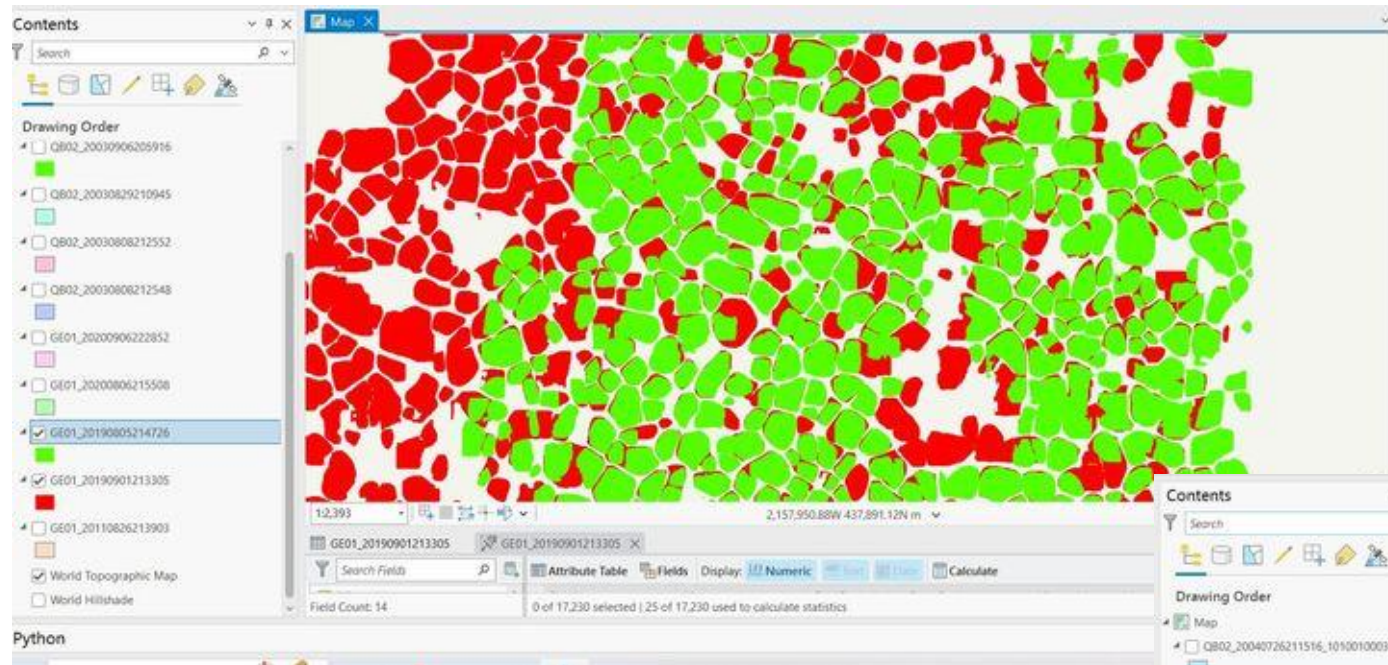 Contents
Map
Search
Drawing Order
QB02_20030906205916
QB02_20030829210945
QB02_20030808212552
QB02_20030808212548
GE01_20200906222852
GE01_20200806215508
GE01_20190805214726
GE01_20190901213305
GE01_20110826213903
World Topographic Map
World Hillshade
1:2,393
2,157,950.88W 437,891.12N m
GE01_20190901213305
GE01_20190901213305
Search Fields
Attribute Table
Fields
Display:
Numeric
Calculate
Field Count: 14
0 of 17,230 selected | 25 of 17,230 used to calculate statistics
Python
Contents
Search
Drawing Order
Map
QB02_20040726211516_1010010003